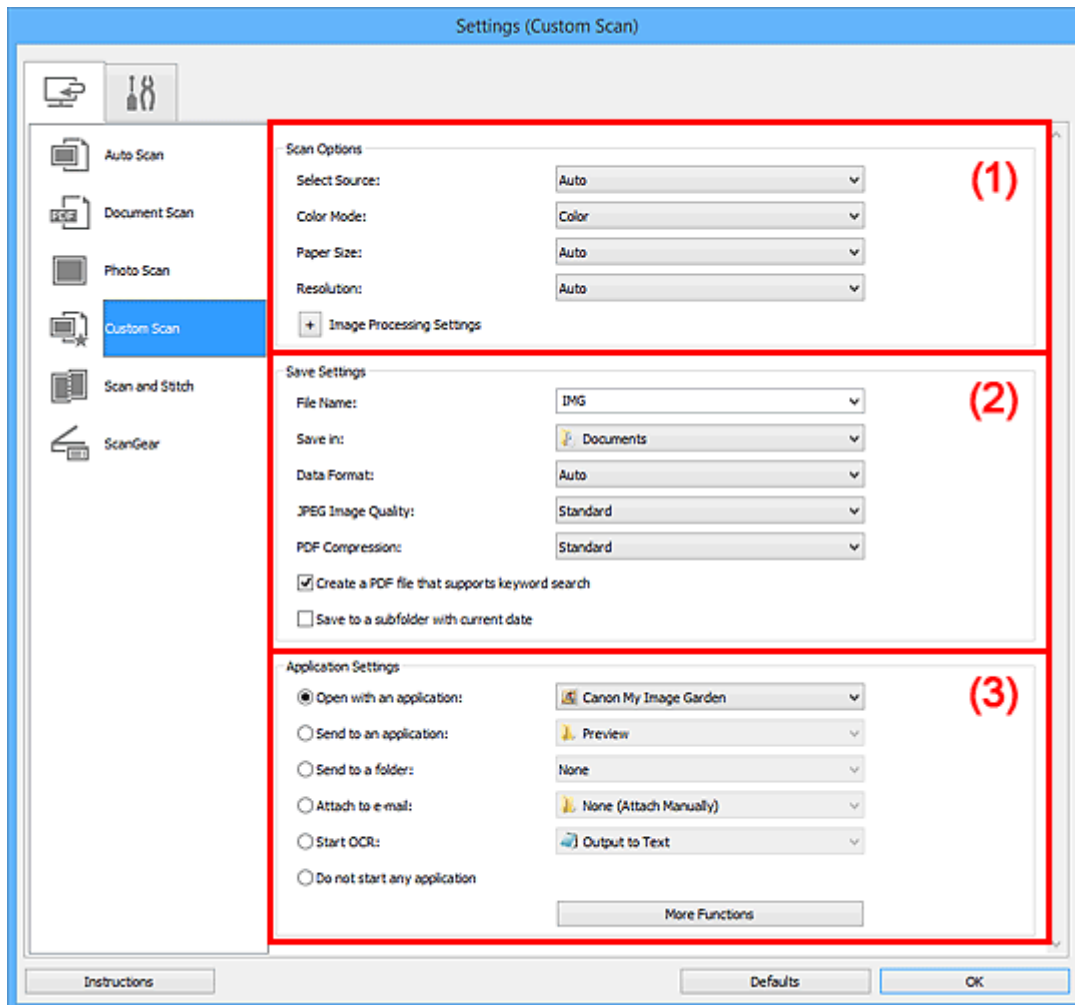 Settings (Custom Scan)
Auto Scan
PDF
Document Scan
Photo Scan
Custom Scan
Scan and Stitch
ScanGear
Scan Options
(1)
Select Source: Auto
Color Mode: Color
Paper Size: Auto
Resolution: Auto
+ Image Processing Settings
Save Settings
(2)
File Name: IMG
Save in: Documents
Data Format: Auto
JPEG Image Quality: Standard
PDF Compression: Standard
Create a PDF file that supports keyword search
Save to a subfolder with current date
Application Settings
(3)
Open with an application: Canon My Image Garden
Send to an application: Preview
Send to a folder: None
Attach to e-mail: None (Attach Manually)
Start OCR: Output to Text
Do not start any application
More Functions
Instructions Defaults OK